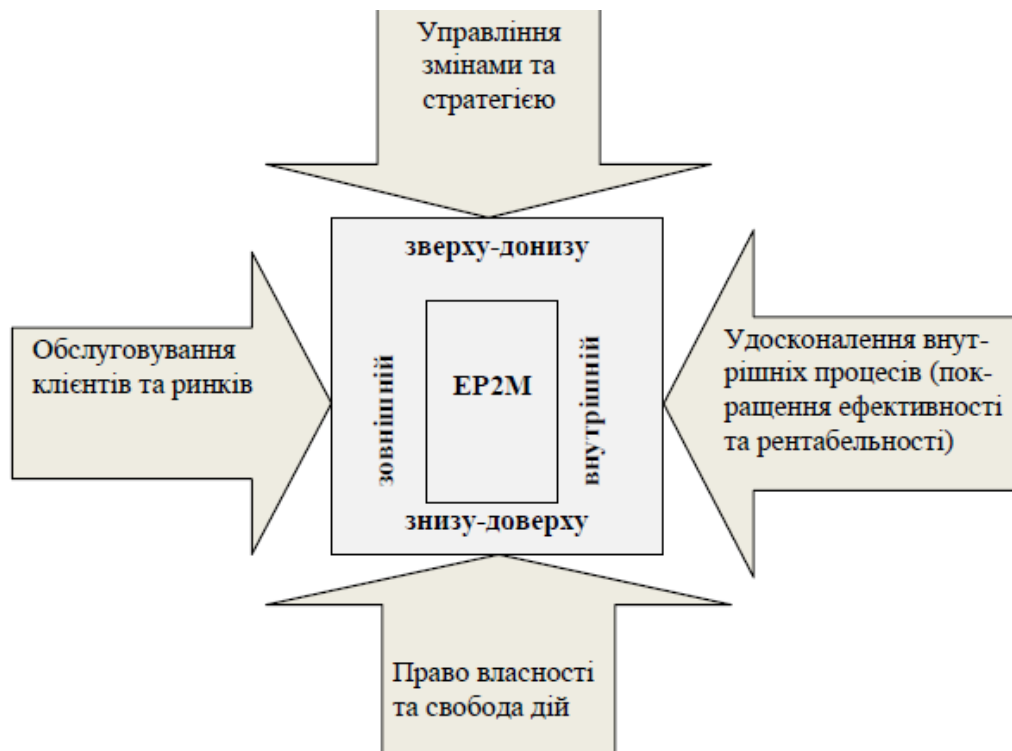 Управління
змінами та
стратегією
зверху-донизу
Обслуговування
клієнтів та ринків
зовнішній
EP2M
внутрішній
Удосконалення внут-
рішніх процесів (пок-
ращення ефективності
та рентабельності)
знизу-доверху
Право власності
та свобода дій